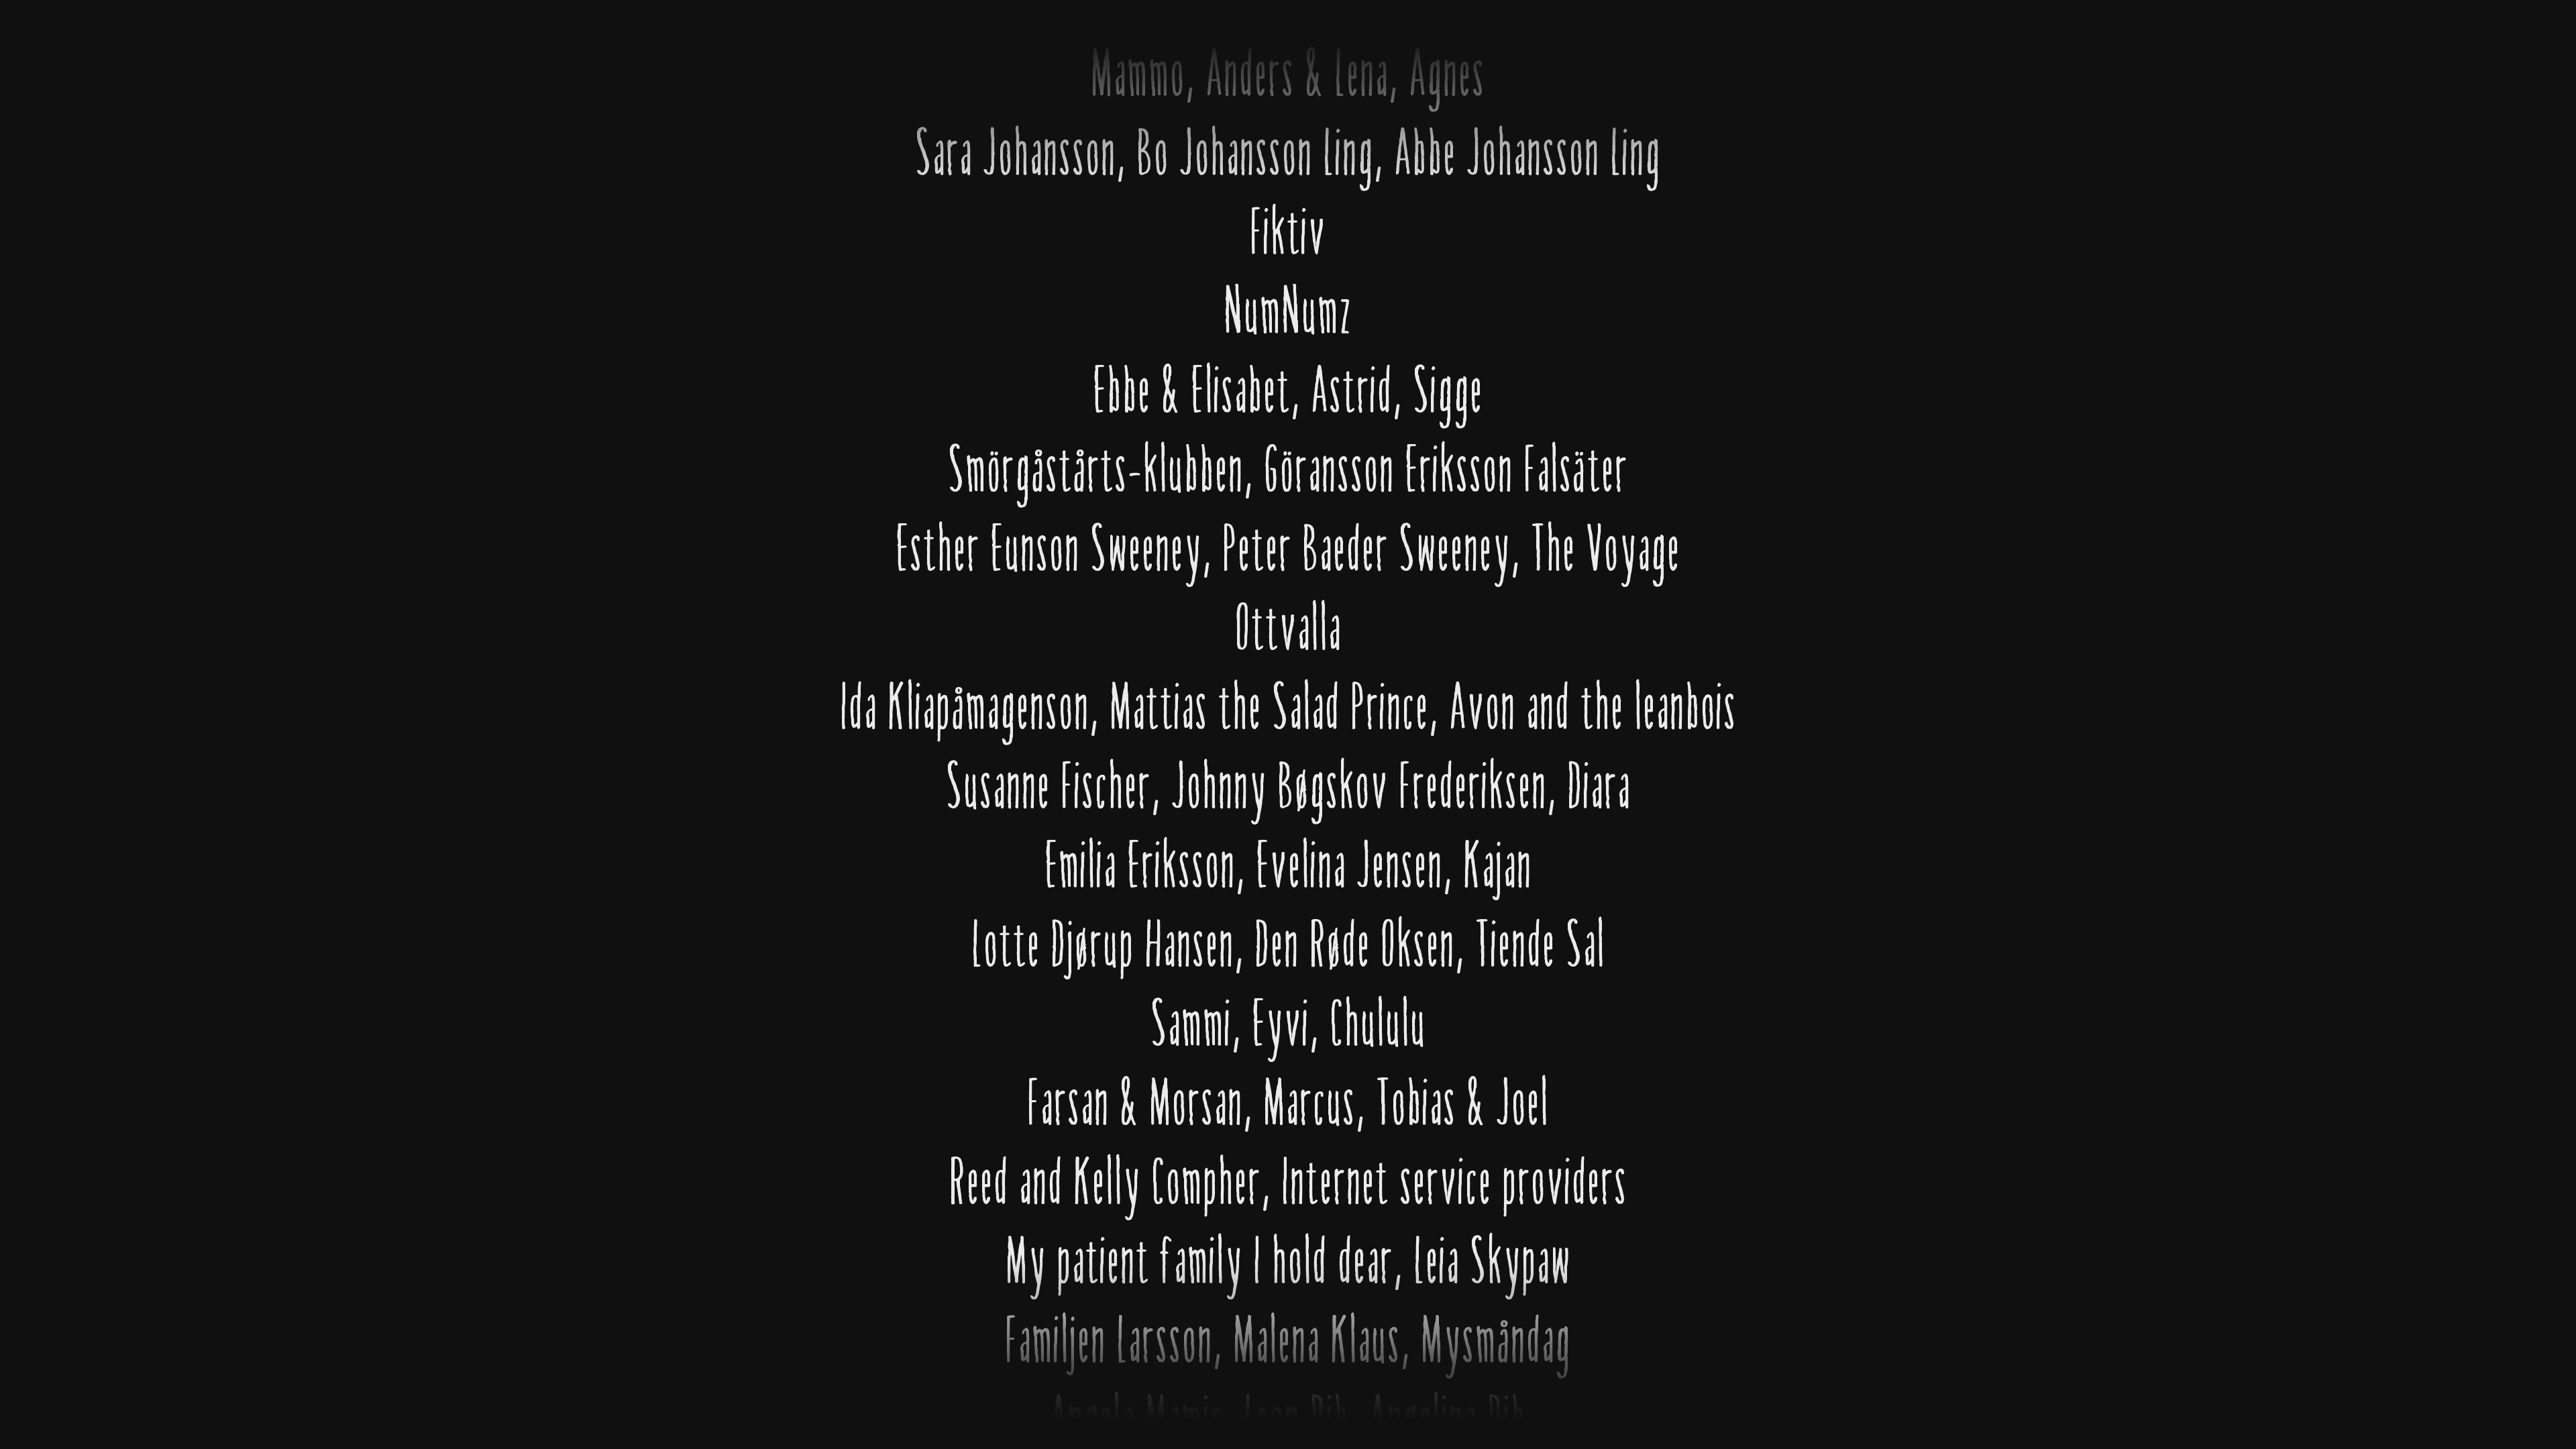 Mammo, Anders & Lena, Agnes
Sara Johansson, Bo Johansson Ling, Abbe Johansson Ling
Fiktiv
NumNumz
Ebbe & Elisabet, Astrid, Sigge
Smörgåstårts-klubben, Göransson Eriksson Falsäter
Esther Eunson Sweeney, Peter Baeder Sweeney, The Voyage
Ottvalla
Ida Kliapåmagenson, Mattias the Salad Prince, Avon and the leanbois
Susanne Fischer, Johnny Bøgskov Frederiksen, Diara
Emilia Eriksson, Evelina Jensen, Kajan
Lotte Djørup Hansen, Den Røde Oksen, Tiende Sal
Sammi, Eyvi, Chululu
Farsan & Morsan, Marcus, Tobias & Joel
Reed and Kelly Compher, Internet service providers
My patient family I hold dear, Leia Skypaw
Familjen Larsson, Malena Klaus, Mysmåndag